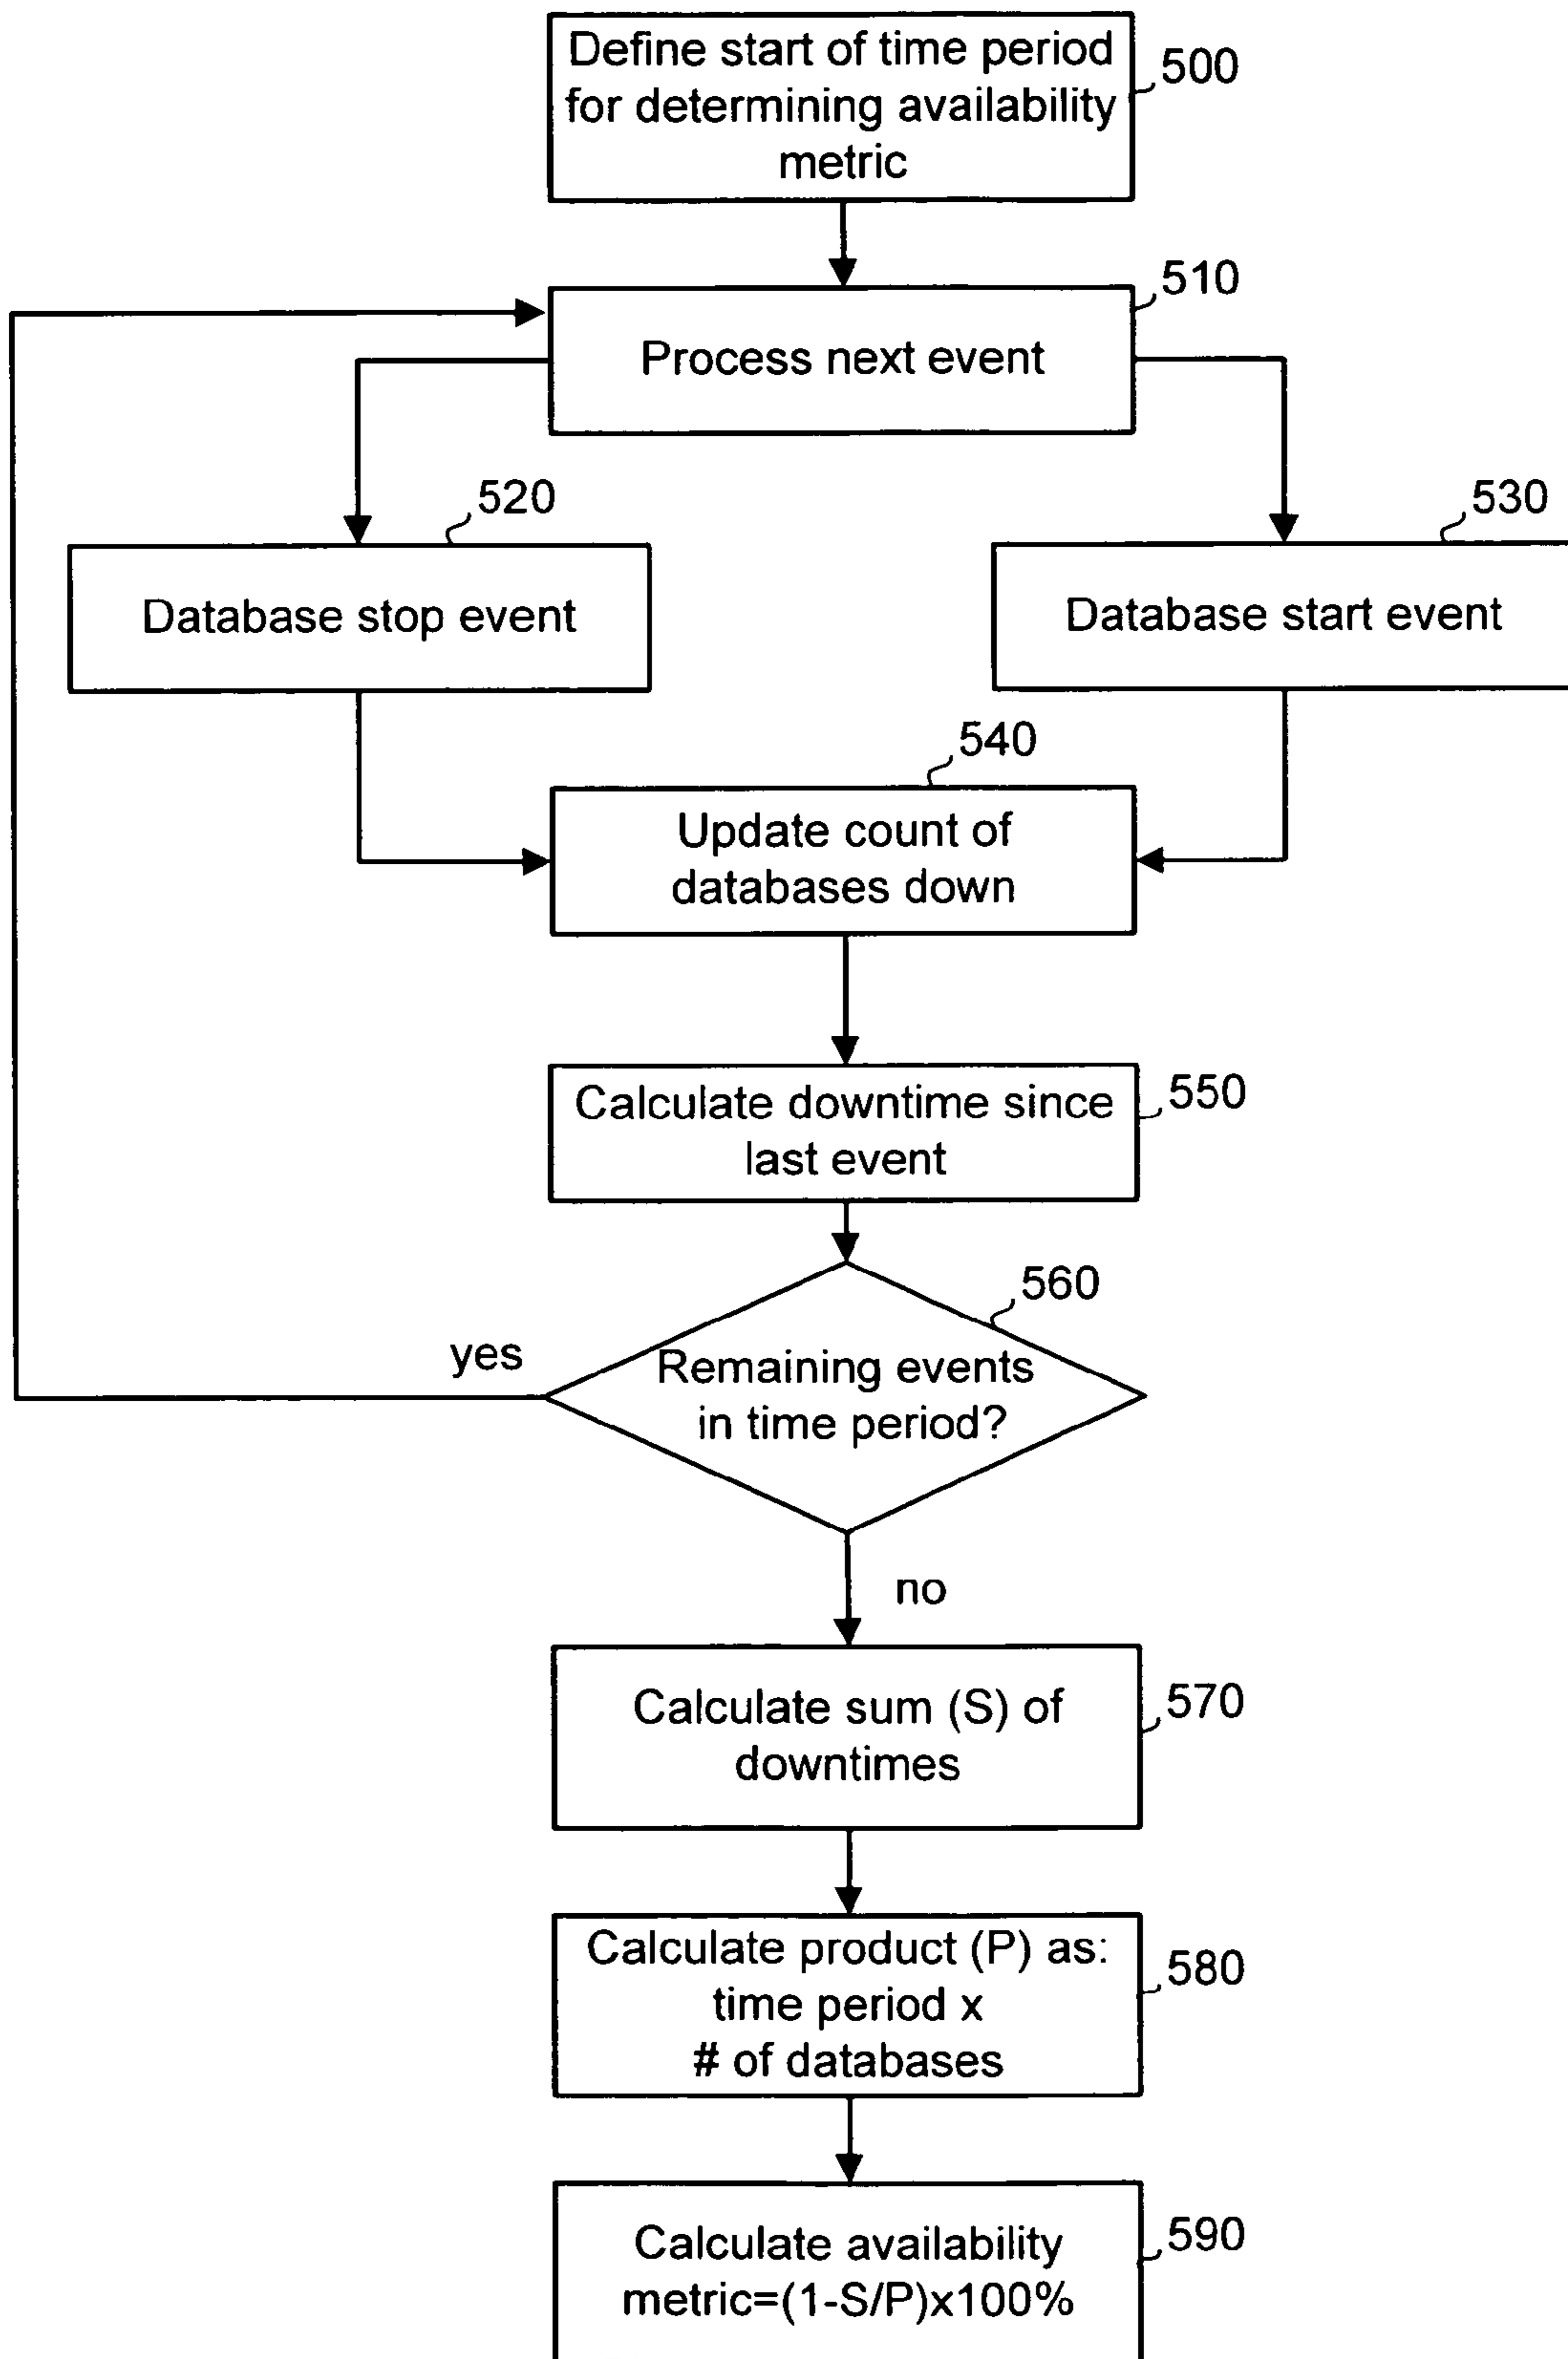 Define start of time period
for determining availability
metric
500
510
Process next event
520
530
Database stop event
Database start event
540
Update count of
databases down
Calculate downtime since
last event
550
560
yes
Remaining events
in time period?
no
Calculate sum (S) of
downtimes
570
Calculate product (P) as:
time period x
# of databases
580
Calculate availability
metric=(1-S/P)x100%
590